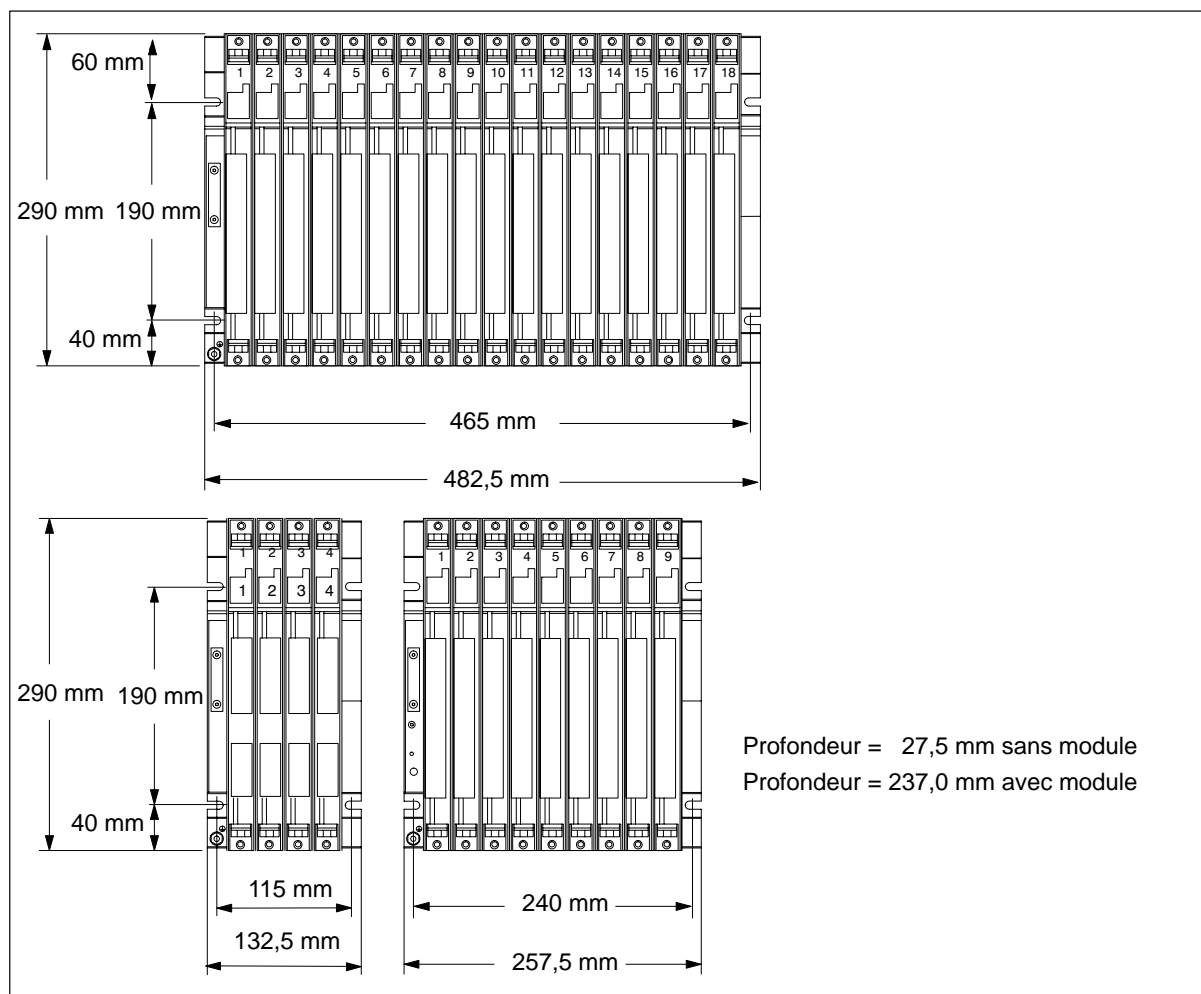 60 mm
1 2 3 4 5 6 7 8 9 10 11 12 13 14 15 16 17 18
290 mm 190 mm
40 mm
465 mm
482,5 mm
1 2 3 4
1 2 3 4
1 2 3 4 5 6 7 8 9
290 mm 190 mm
Profondeur = 27,5 mm sans module
Profondeur = 237,0 mm avec module
40 mm
115 mm
240 mm
132,5 mm
257,5 mm